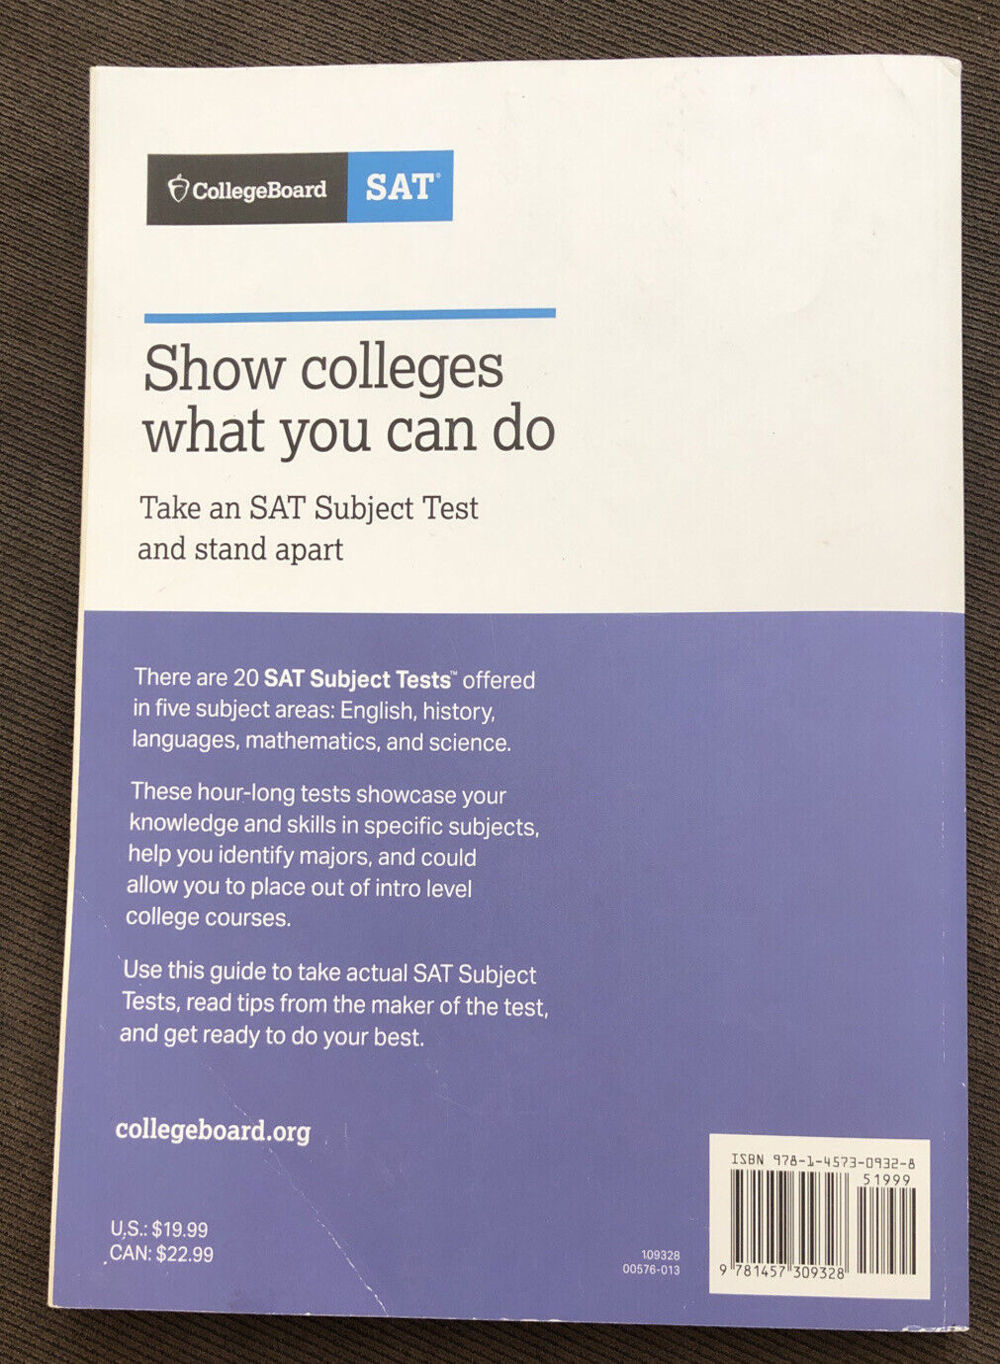 CollegeBoard SAT®
Show colleges
what you can do
Take an SAT Subject Test
and stand apart
There are 20 SAT Subject Tests™ offered
in five subject areas: English, history,
languages, mathematics, and science.
These hour-long tests showcase your
knowledge and skills in specific subjects,
help you identify majors, and could
allow you to place out of intro level
college courses.
Use this guide to take actual SAT Subject
Tests, read tips from the maker of the test,
and get ready to do your best.
collegeboard.org
U.S.: $19.99
CAN: $22.99
109328
00576-013
ISBN 978-1-4573-0932-8
51999
9 781457 309328